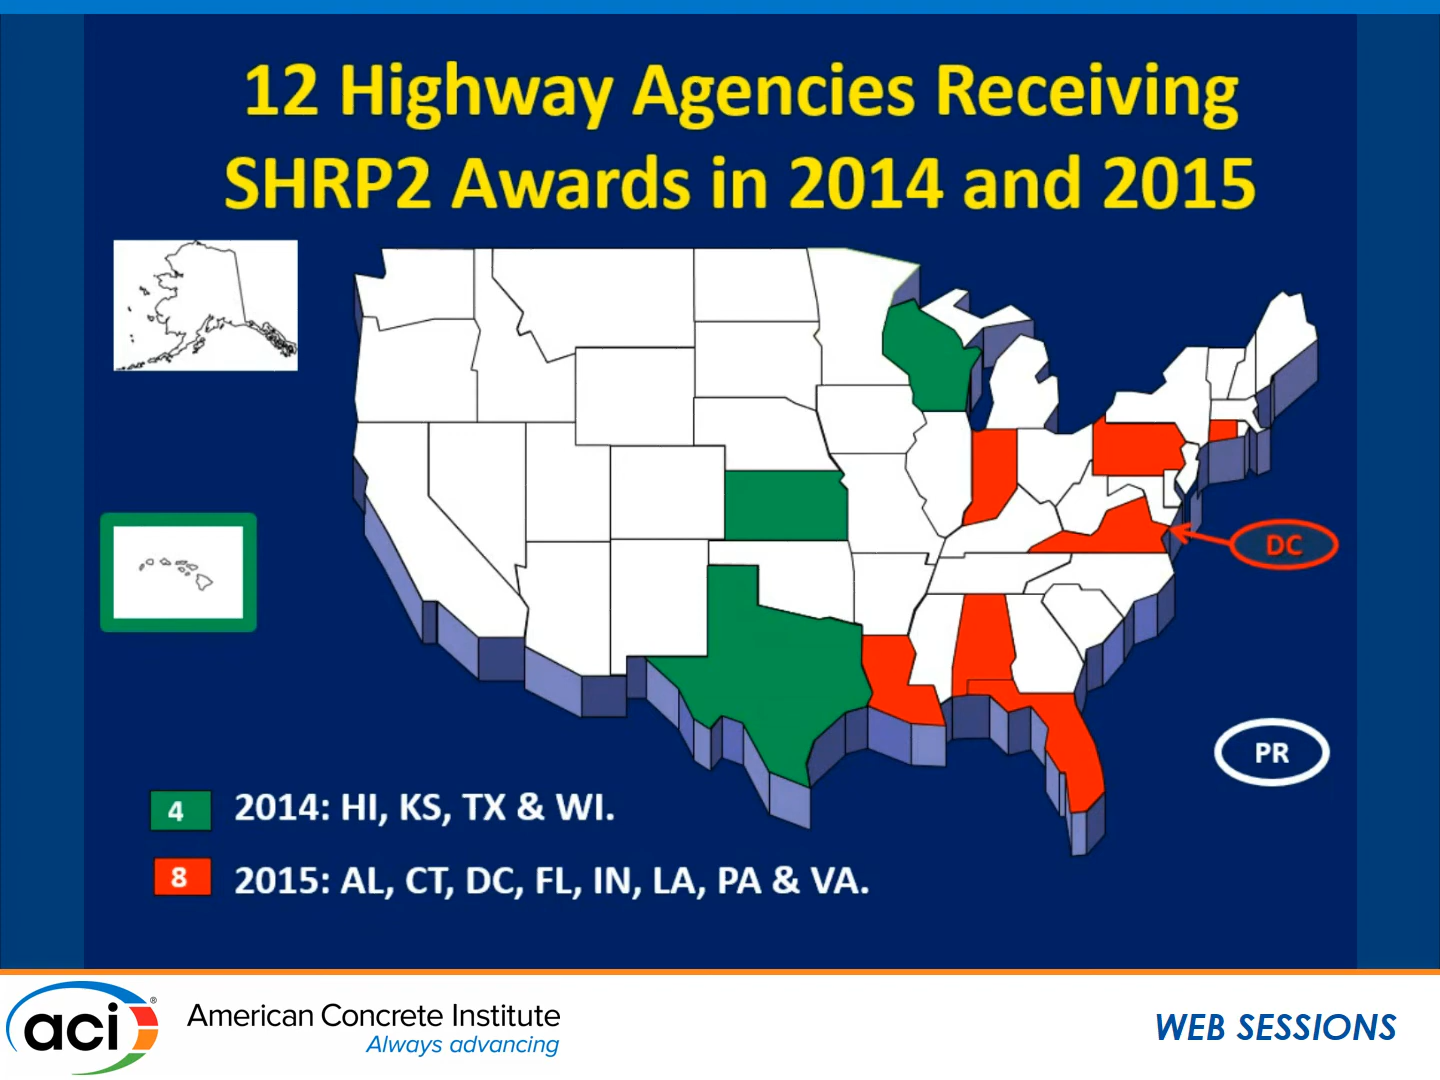 12 Highway Agencies Receiving
SHRP2 Awards in 2014 and 2015
DC
PR
4 2014: HI, KS, TX & WI.
8 2015: AL, CT, DC, FL, IN, LA, PA & VA.
aci®
American Concrete Institute
Always advancing
WEB SESSIONS